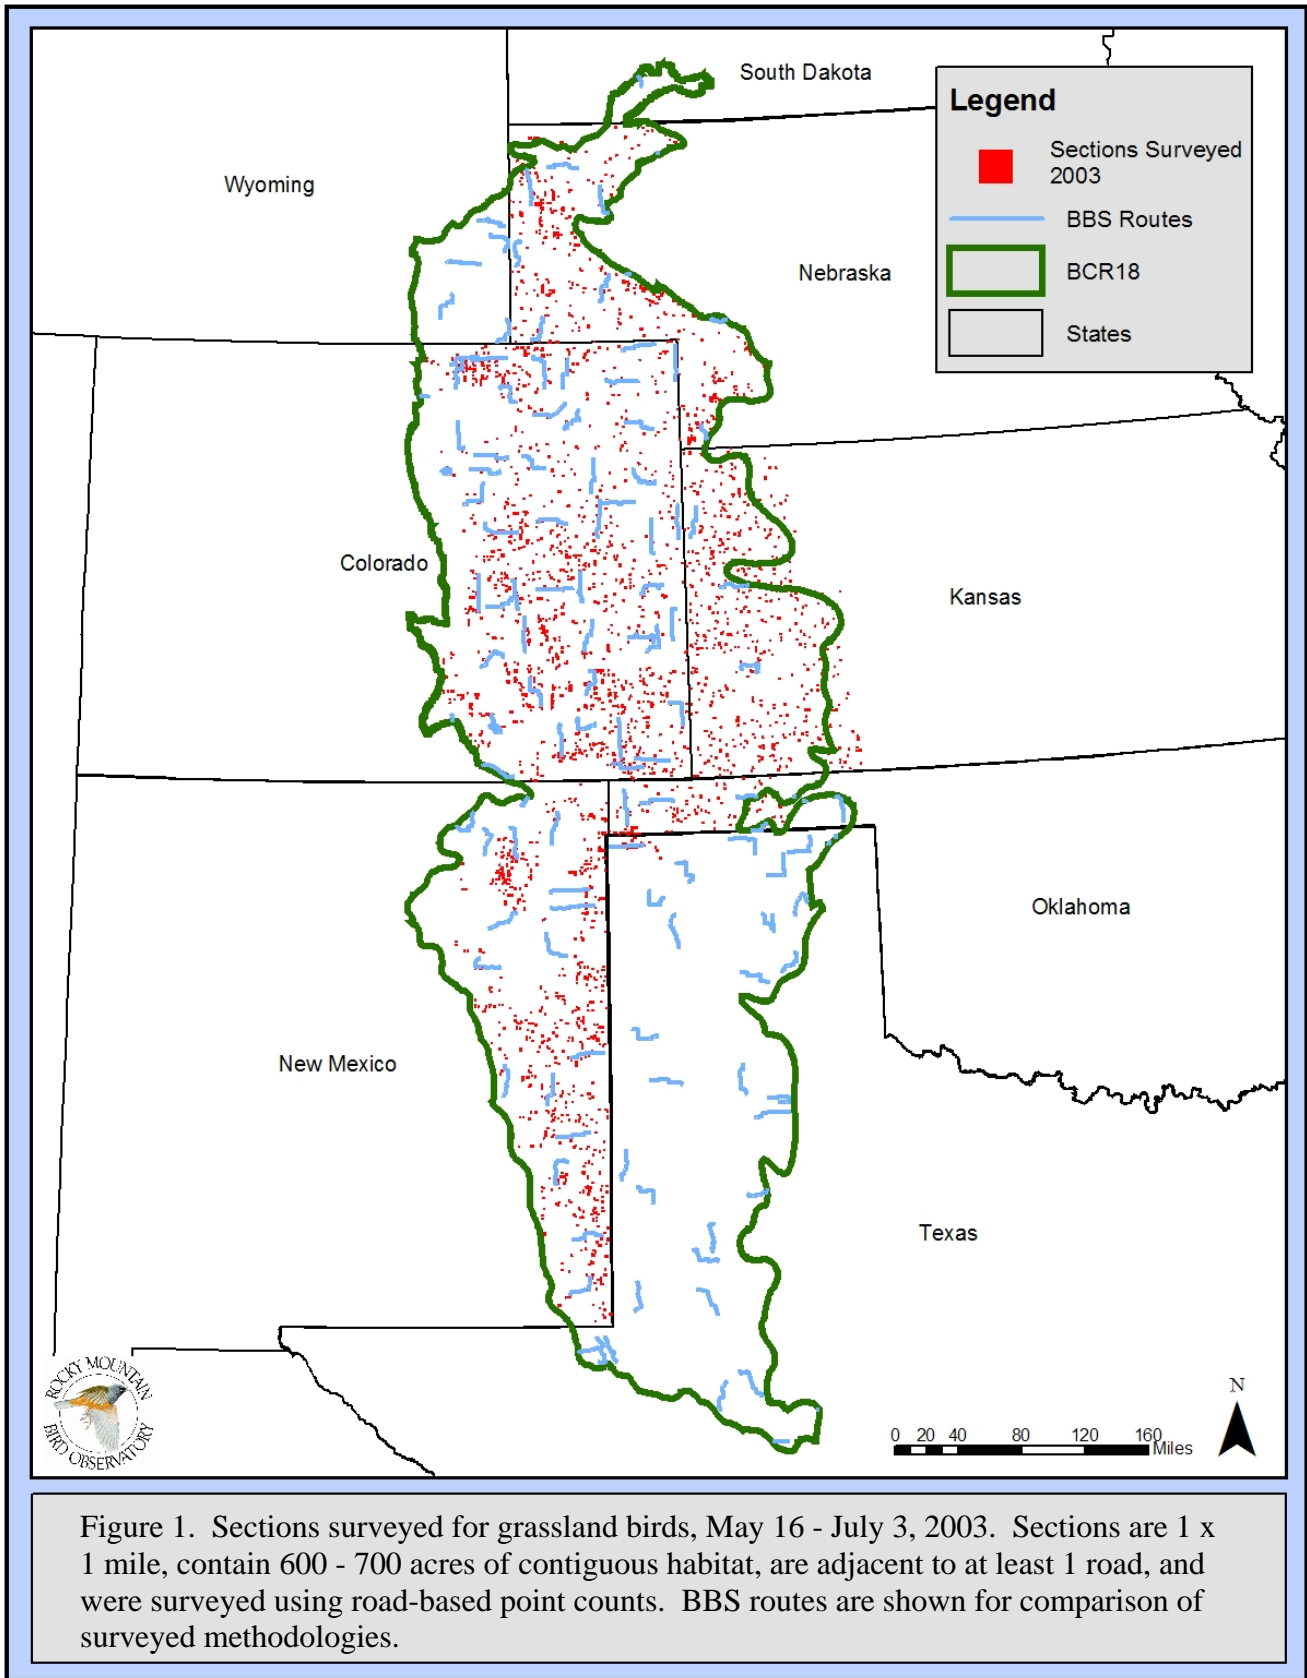 South Dakota
Legend
Sections Surveyed
2003
BBS Routes
BCR18
States
Wyoming
Nebraska
Colorado
Kansas
Oklahoma
New Mexico
Texas
ROCKY MOUNTAIN
BIRD OBSERVATORY
N
0 20 40 80 120 160
Miles
Figure 1. Sections surveyed for grassland birds, May 16 - July 3, 2003. Sections are 1 x
1 mile, contain 600 - 700 acres of contiguous habitat, are adjacent to at least 1 road, and
were surveyed using road-based point counts. BBS routes are shown for comparison of
surveyed methodologies.